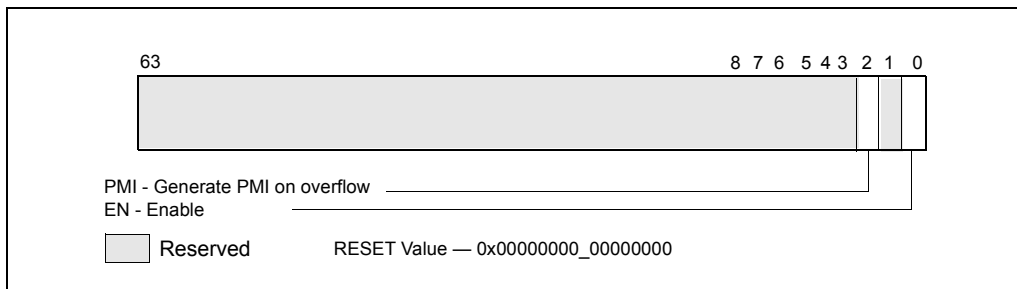 63 8 7 6 5 4 3 2 1 0
PMI - Generate PMI on overflow
EN - Enable
Reserved RESET Value — 0x00000000_00000000